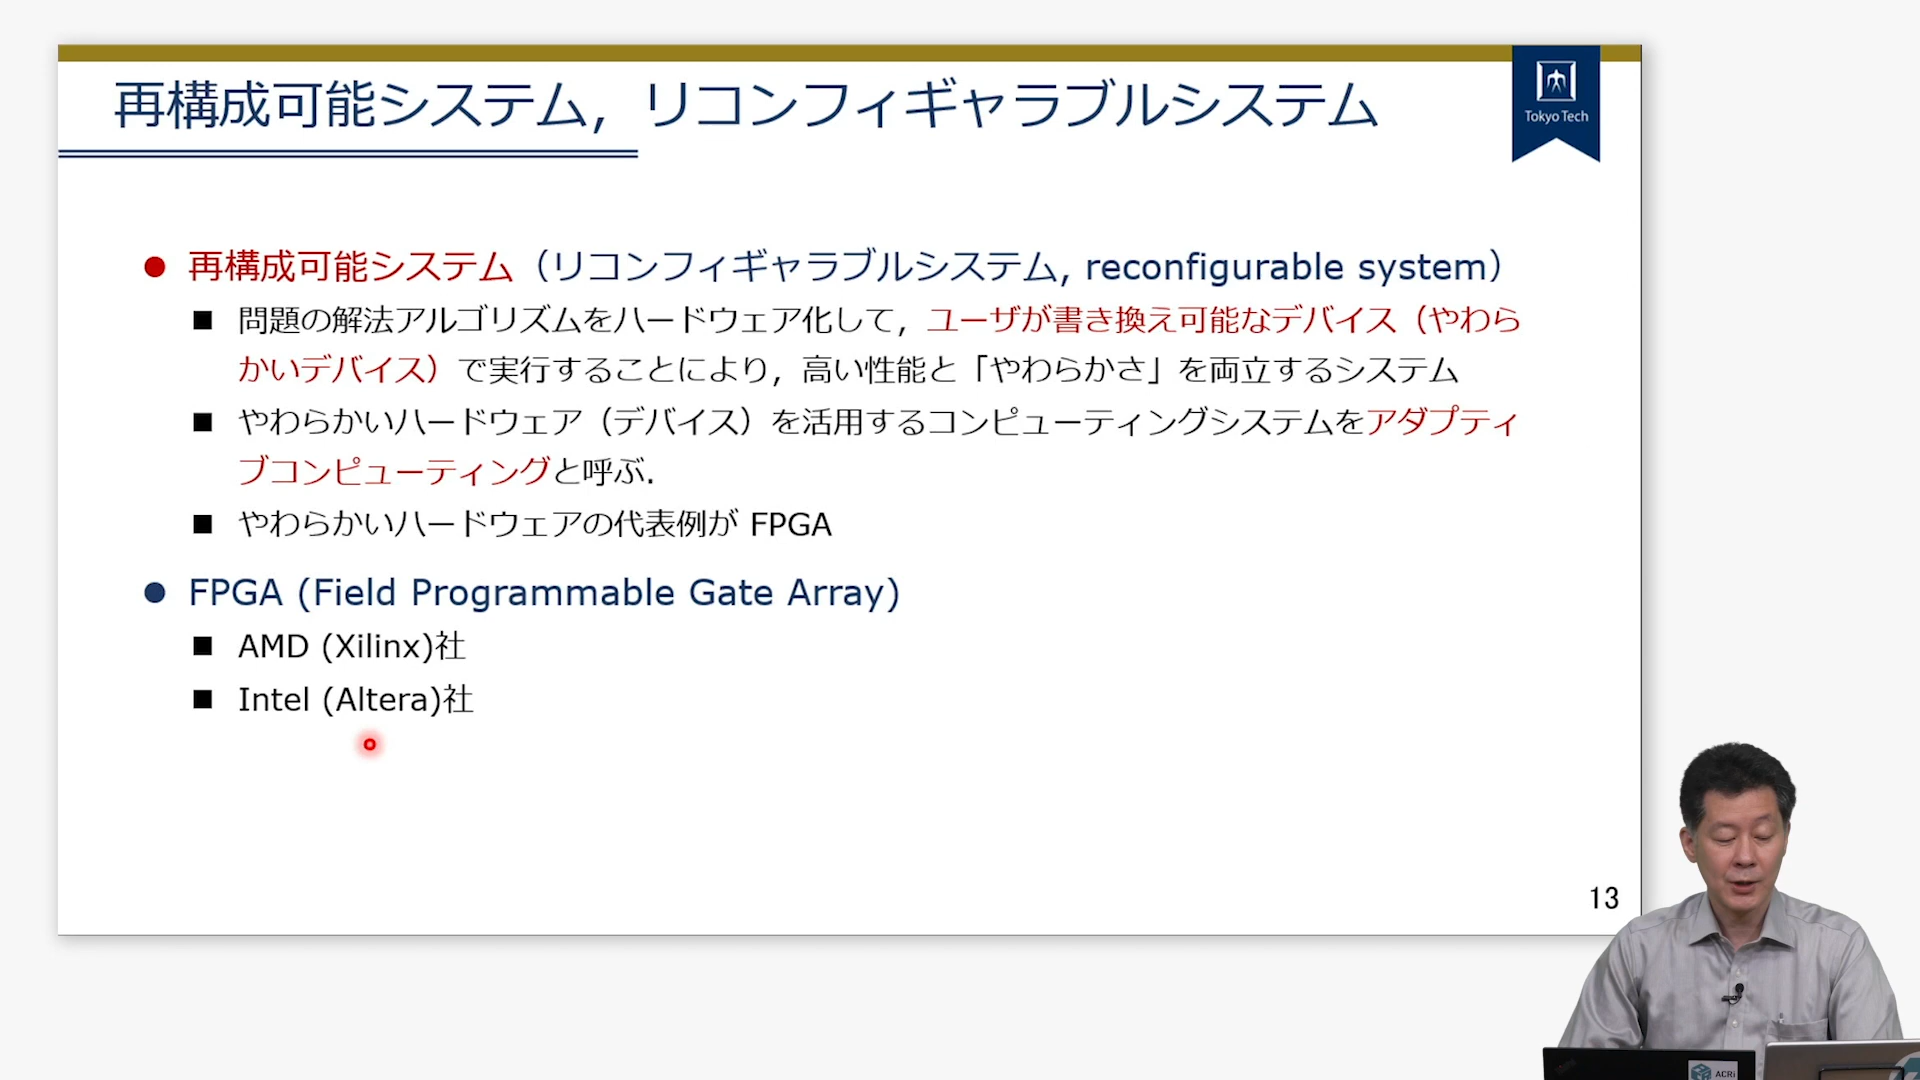 再構成可能システム，リコンフィギャラブルシステム
Tokyo Tech
● 再構成可能システム（リコンフィギャラブルシステム, reconfigurable system）
■ 問題の解法アルゴリズムをハードウェア化して，ユーザが書き換え可能なデバイス（やわら
かいデバイス）で実行することにより，高い性能と「やわらかさ」を両立するシステム
■ やわらかいハードウェア（デバイス）を活用するコンピューティングシステムをアダプティ
ブコンピューティングと呼ぶ．
■ やわらかいハードウェアの代表例が FPGA
● FPGA (Field Programmable Gate Array)
■ AMD (Xilinx)社
■ Intel (Altera)社
13
ACRi